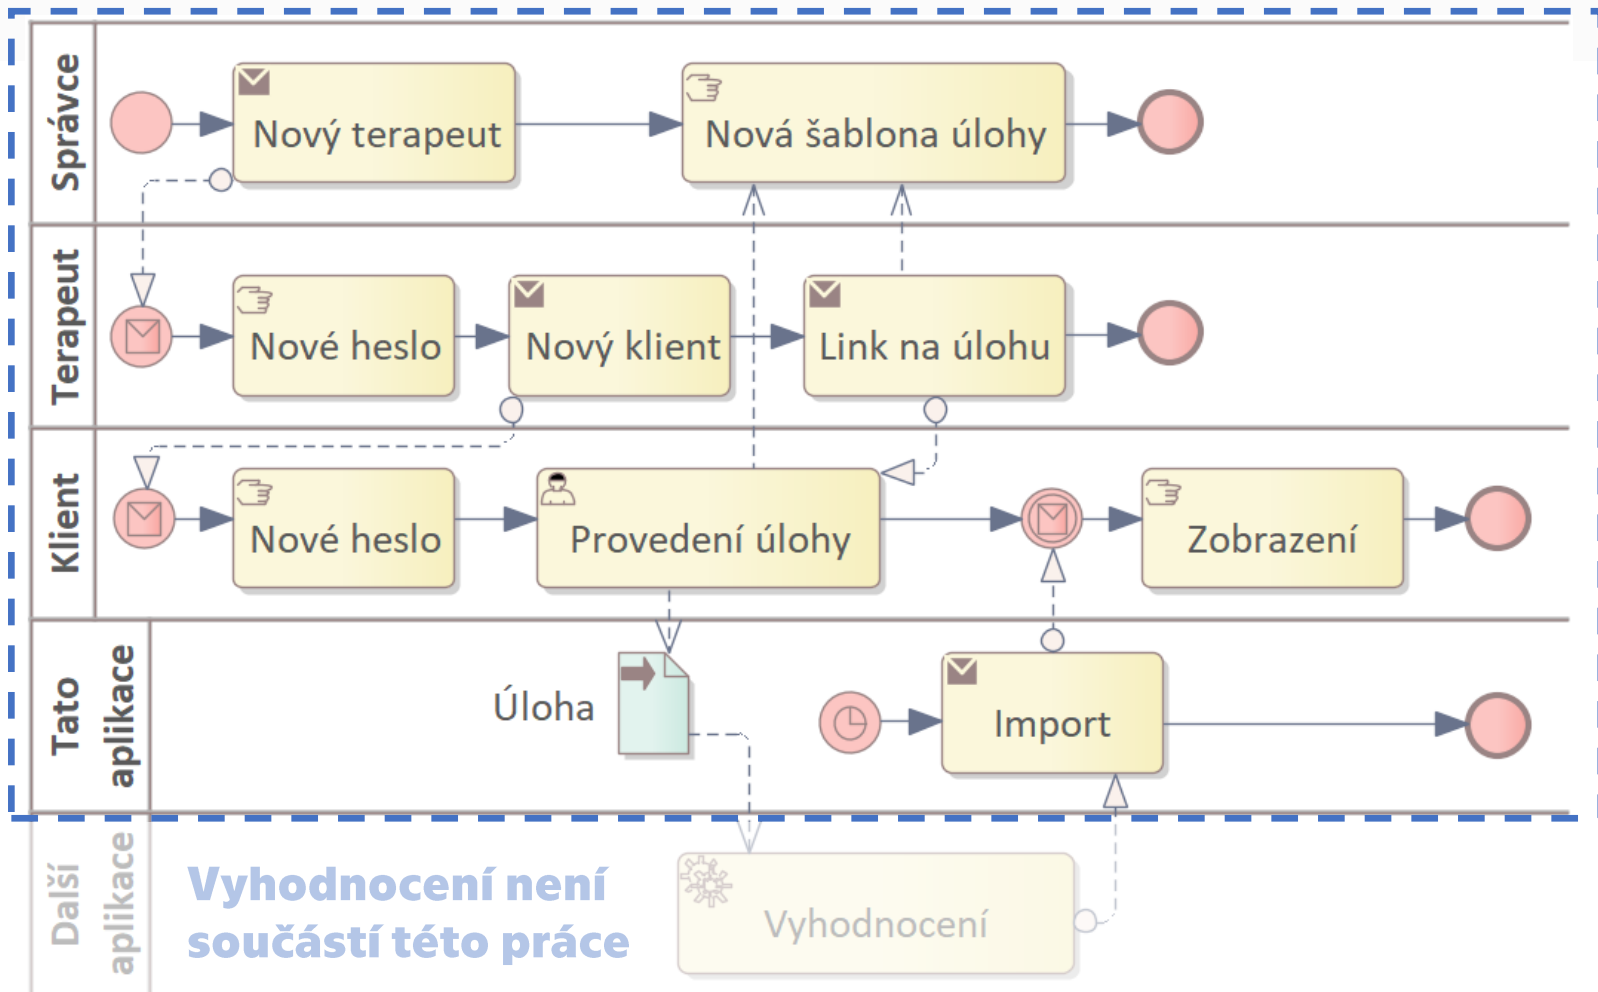 Správce
Nový terapeut
Nová šablona úlohy
Terapeut
Nové heslo
Nový klient
Link na úlohu
Klient
Nové heslo
Provedení úlohy
Zobrazení
Tato
aplikace
Úloha
Import
Další
aplikace
Vyhodnocení není
součástí této práce
Vyhodnocení